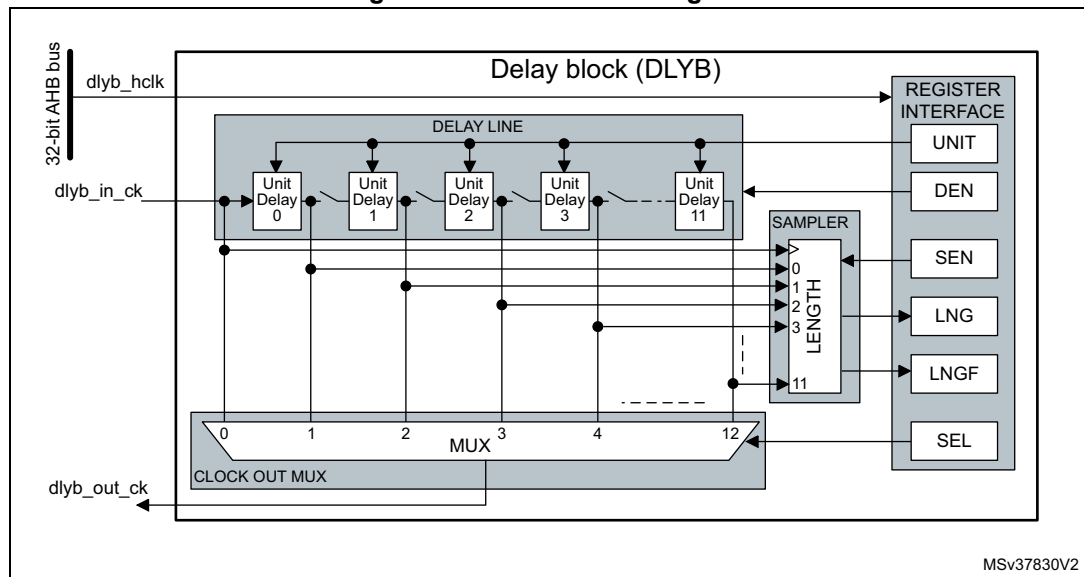 32-bit AHB bus
dlyb_hclk
Delay block (DLYB)
REGISTER
INTERFACE
DELAY LINE
UNIT
dlyb_in_ck
Unit
Delay
0
Unit
Delay
1
Unit
Delay
2
Unit
Delay
3
Unit
Delay
11
DEN
SAMPLER
SEN
0
1
2
3
11
LENGTH
LNG
LNGF
0 1 2 3 4 12
MUX
SEL
CLOCK OUT MUX
dlyb_out_ck
MSv37830V2